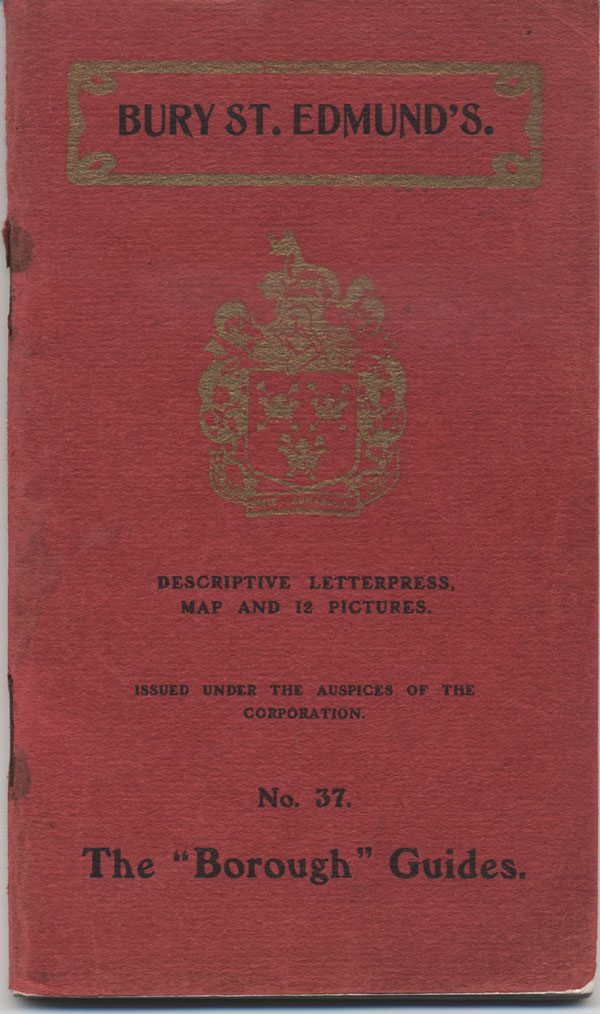 BURY ST. EDMUND'S.
DESCRIPTIVE LETTERPRESS,
MAP AND 12 PICTURES.
ISSUED UNDER THE AUSPICES OF THE
CORPORATION.
No. 37.
The “Borough” Guides.